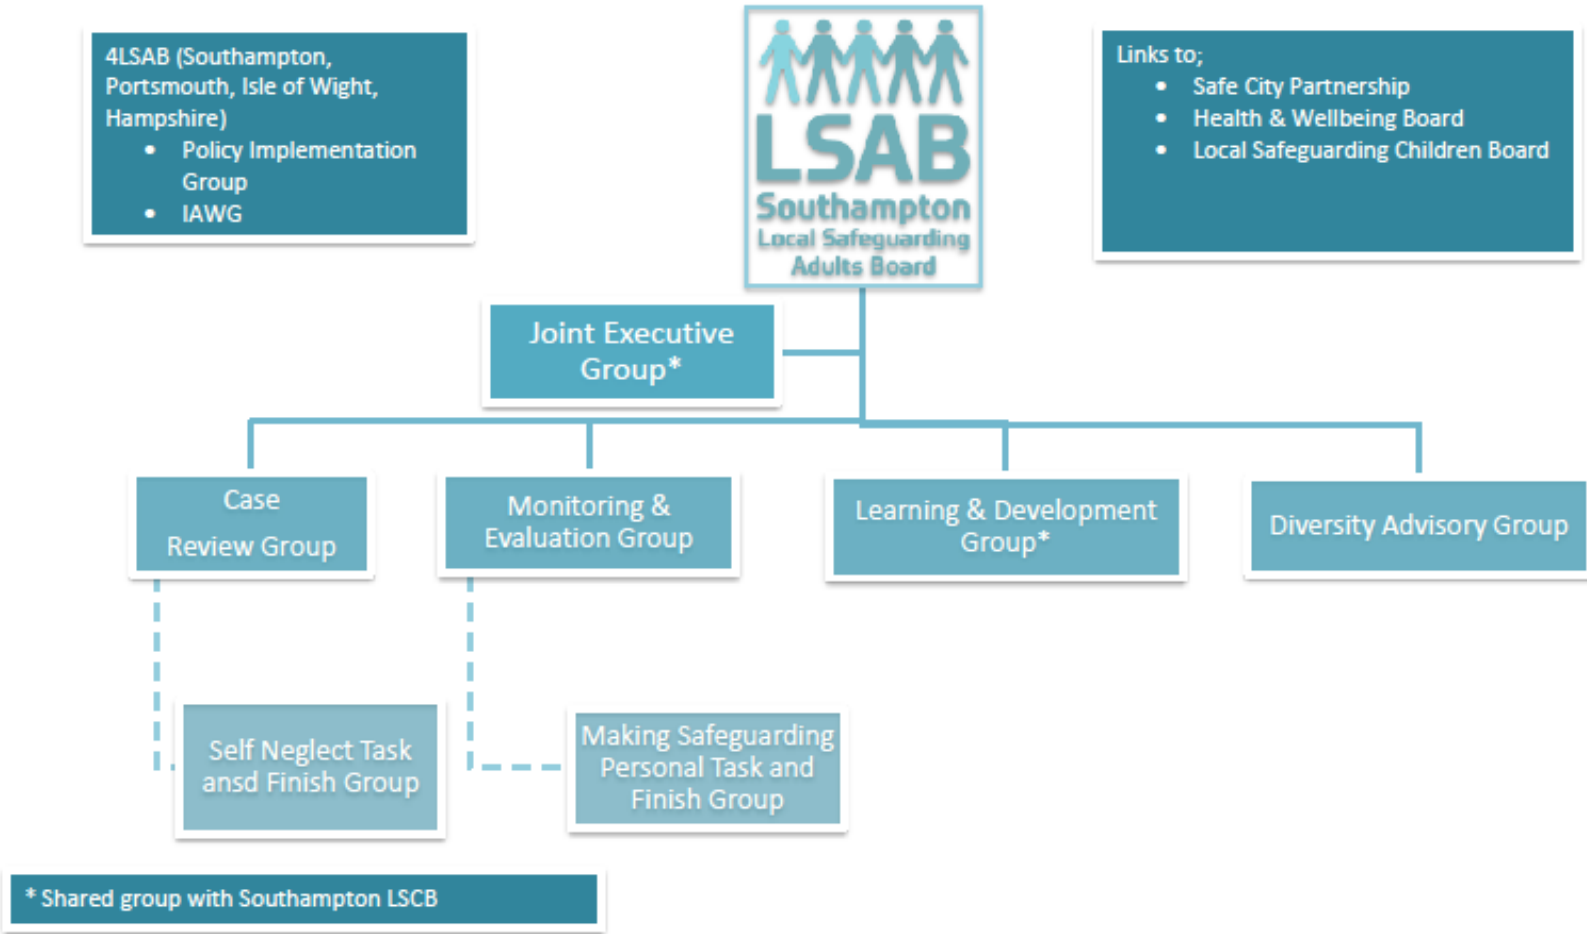 4LSAB (Southampton,
Portsmouth, Isle of Wight,
Hampshire)
• Policy Implementation
Group
• IAWG
LSAB
Southampton
Local Safeguarding
Adults Board
Links to;
• Safe City Partnership
• Health & Wellbeing Board
• Local Safeguarding Children Board
Joint Executive
Group*
Case
Review Group
Monitoring &
Evaluation Group
Learning & Development
Group*
Diversity Advisory Group
Self Neglect Task
ansd Finish Group
Making Safeguarding
Personal Task and
Finish Group
* Shared group with Southampton LSCB